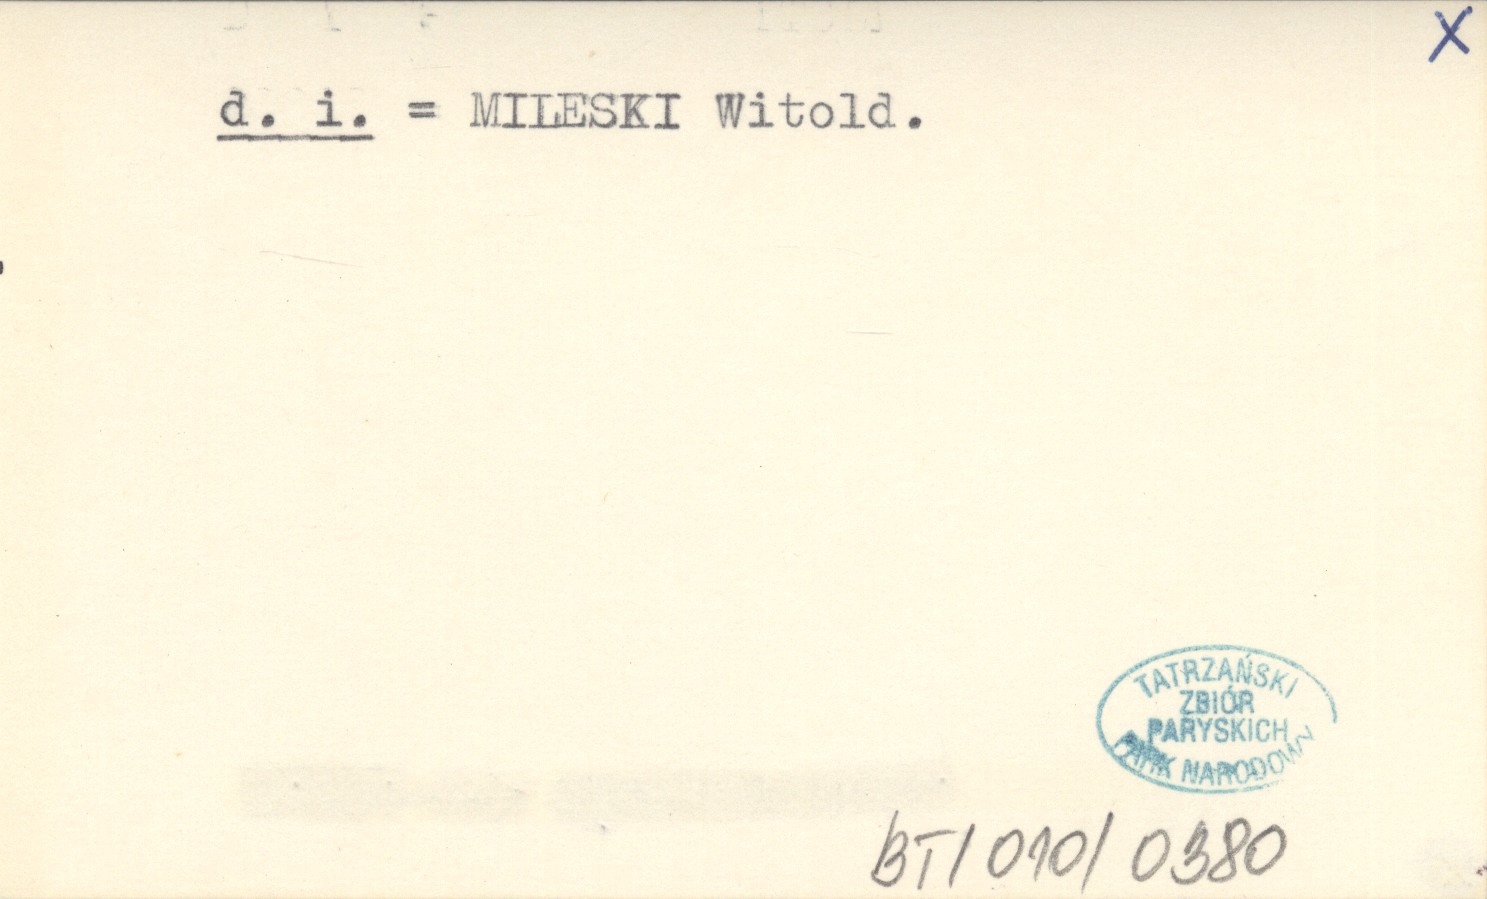 X
d. i. = MILESKI Witold.
TATRZAŃSKI
ZBIÓR
PARYSKICH
PARK NARODOWY
BT/010/0380